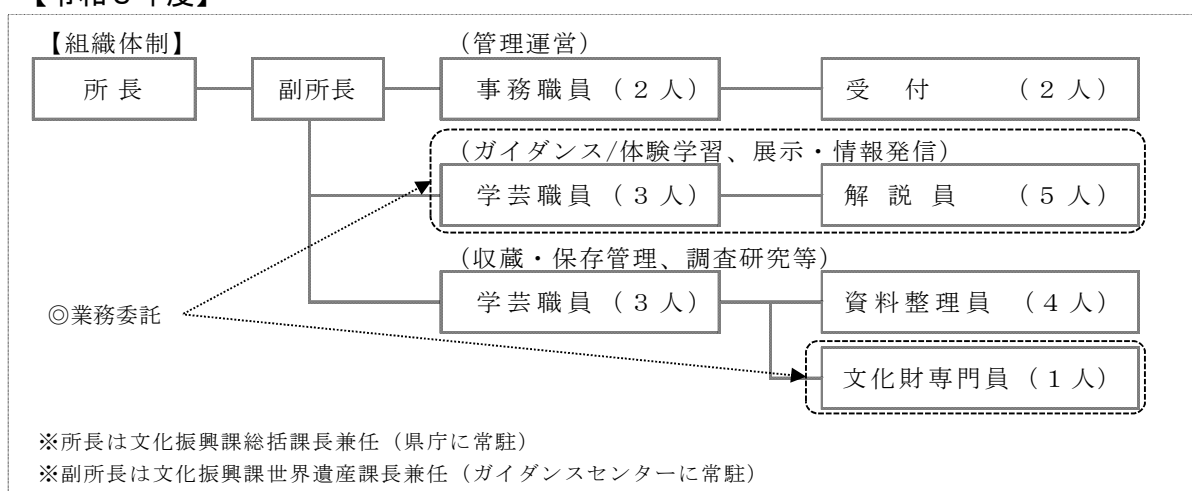 【組織体制】 (管理運営)
所 長 副所長 事務職員（２人） 受 付 （２人）
(ガイダンス/体験学習、展示・情報発信)
学芸職員（３人） 解 説 員 （５人）
(収蔵・保存管理、調査研究等)
学芸職員（３人） 資料整理員 （４人）
◎業務委託
文化財専門員（１人）
※所長は文化振興課総括課長兼任（県庁に常駐）
※副所長は文化振興課世界遺産課長兼任（ガイダンスセンターに常駐）